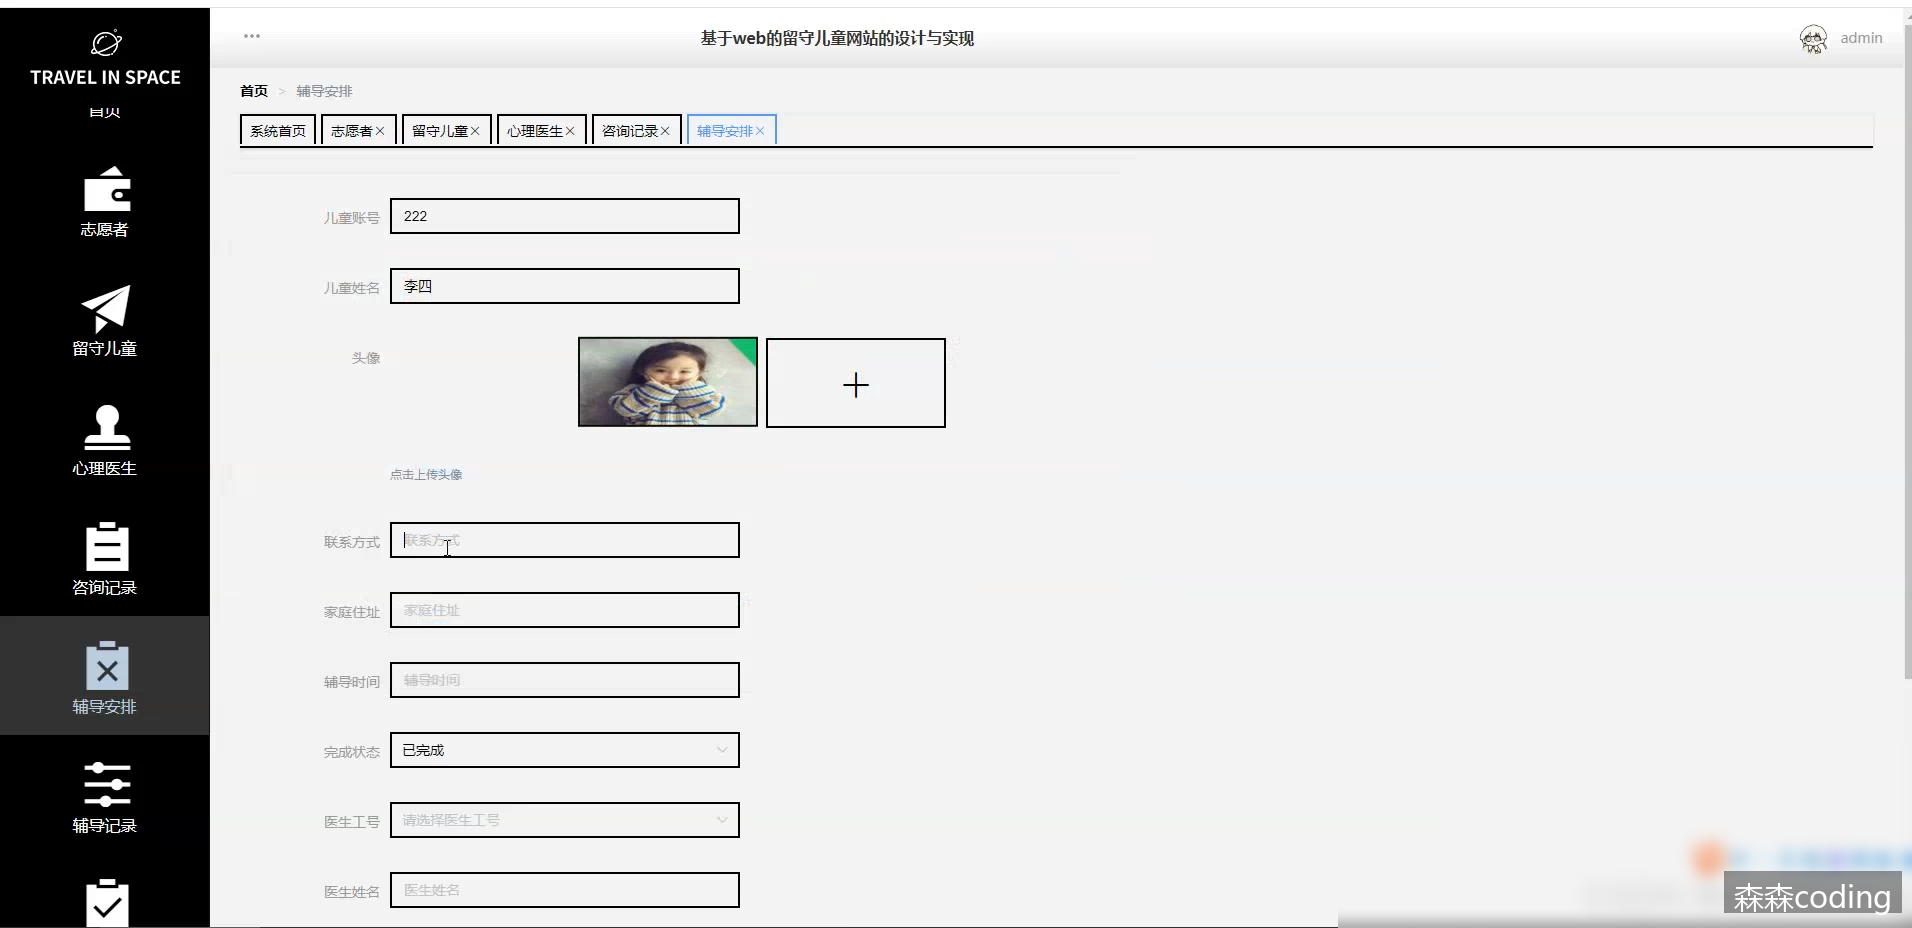 TRAVEL IN SPACE
首页
志愿者
留守儿童
心理医生
咨询记录
辅导安排
辅导记录
基于web的留守儿童网站的设计与实现
admin
首页 > 辅导安排
系统首页 志愿者× 留守儿童× 心理医生× 咨询记录× 辅导安排×
儿童账号 222
儿童姓名 李四
头像
点击上传头像
联系方式 联系方式
家庭住址 家庭住址
辅导时间 辅导时间
完成状态 已完成
医生工号 请选择医生工号
医生姓名 医生姓名
森森coding